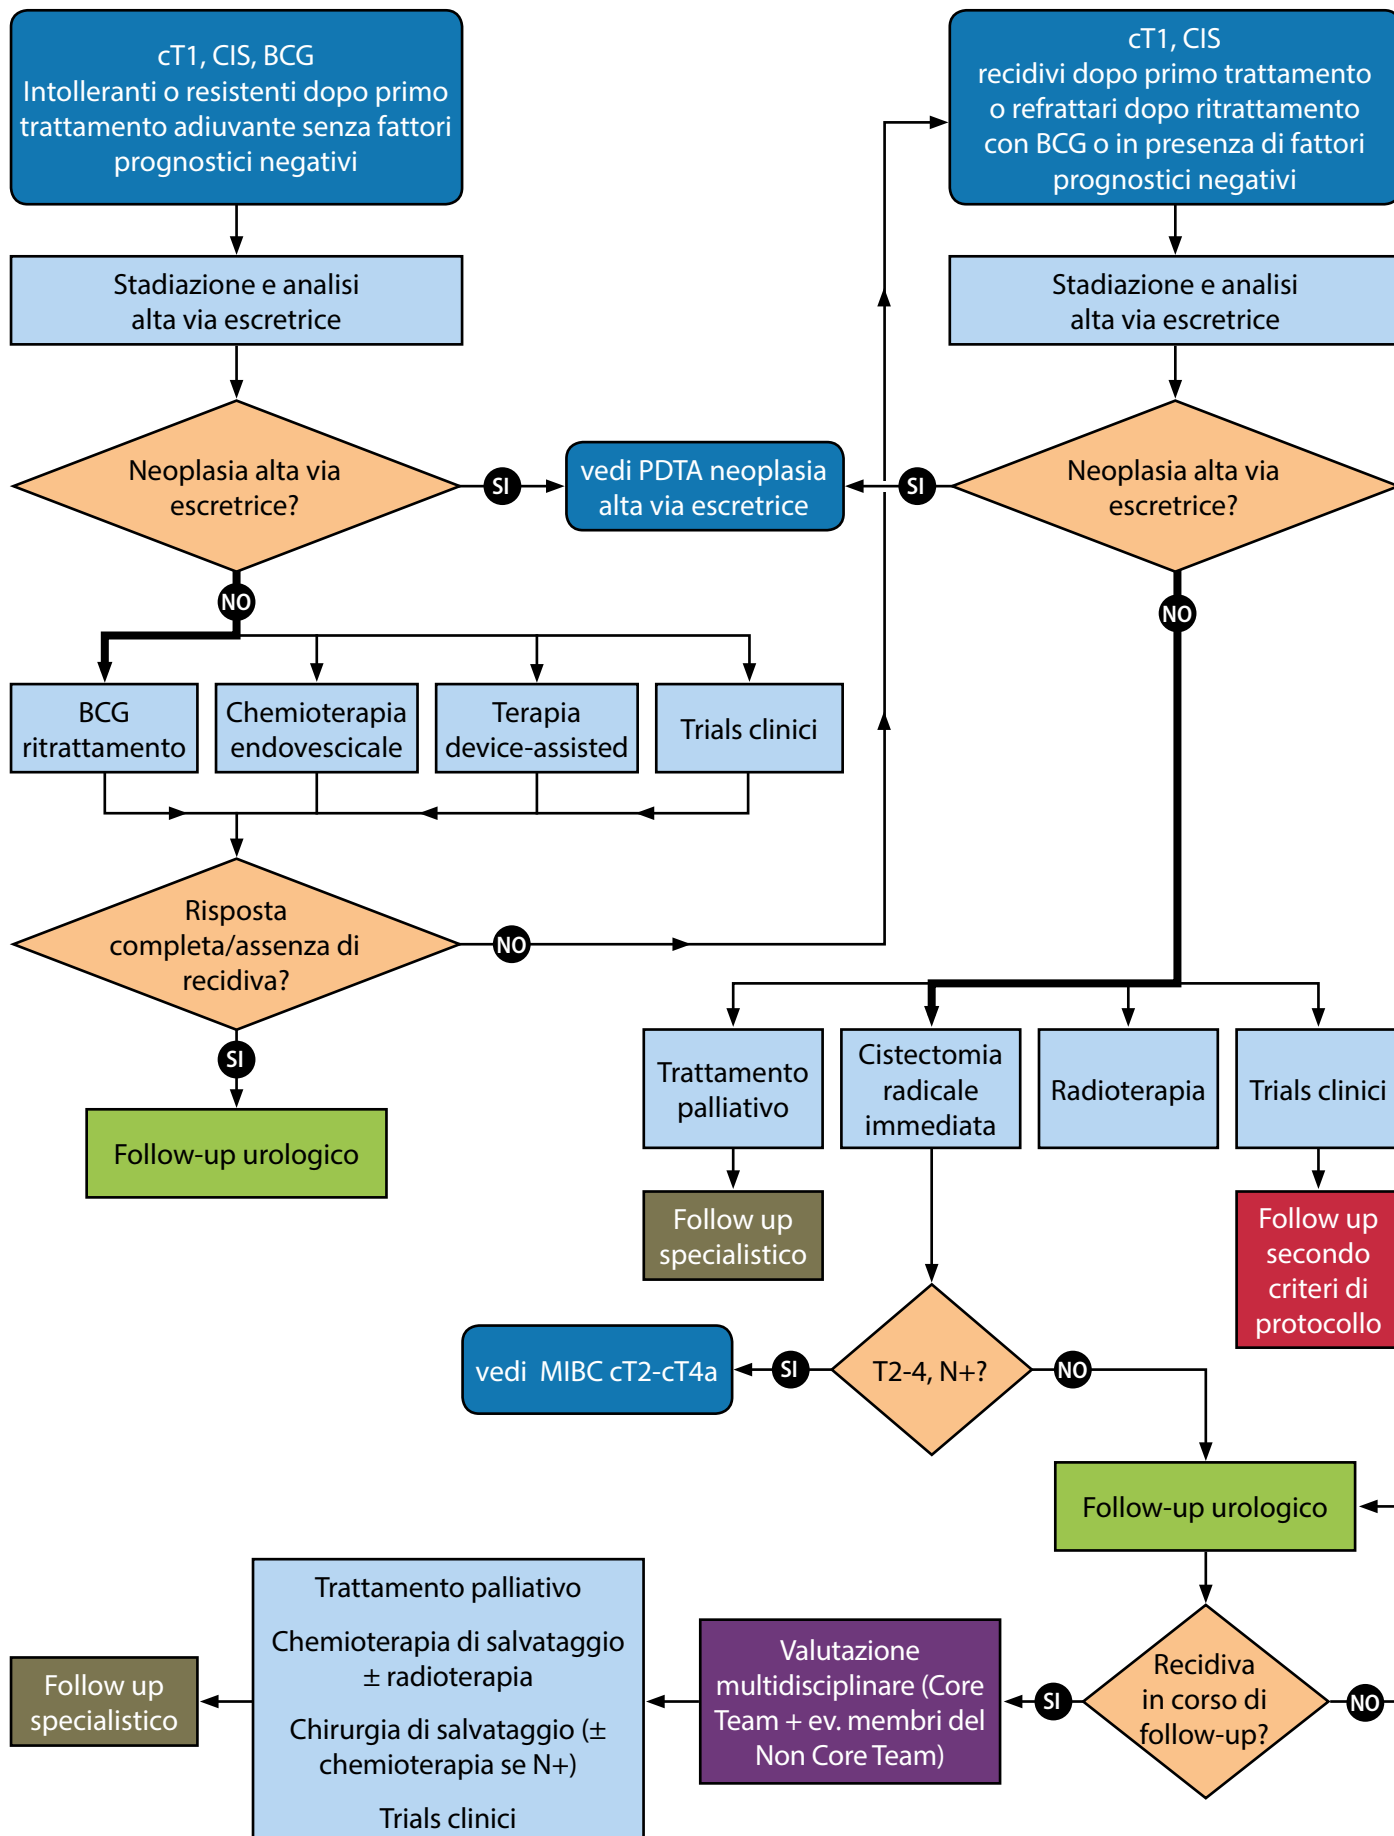 cT1, CIS, BCG
Intolleranti o resistenti dopo primo
trattamento adiuvante senza fattori
prognostici negativi
cT1, CIS
recidivi dopo primo trattamento
o refrattari dopo ritrattamento
con BCG o in presenza di fattori
prognostici negativi
Stadiazione e analisi
alta via escretrice
Stadiazione e analisi
alta via escretrice
Neoplasia alta via
escretrice?
SI
vedi PDTA neoplasia
alta via escretrice
SI
Neoplasia alta via
escretrice?
NO
NO
BCG
ritrattamento
Chemioterapia
endovescicale
Terapia
device-assisted
Trials clinici
Risposta
completa/assenza di
recidiva?
NO
SI
Follow-up urologico
Trattamento
palliativo
Cistectomia
radicale
immediata
Radioterapia
Trials clinici
Follow up
specialistico
Follow up
secondo
criteri di
protocollo
vedi MIBC cT2-cT4a
SI
T2-4, N+?
NO
Follow-up urologico
Recidiva
in corso di
follow-up?
NO
SI
Valutazione
multidisciplinare (Core
Team + ev. membri del
Non Core Team)
Trattamento palliativo
Chemioterapia di salvataggio
± radioterapia
Chirurgia di salvataggio (±
chemioterapia se N+)
Trials clinici
Follow up
specialistico